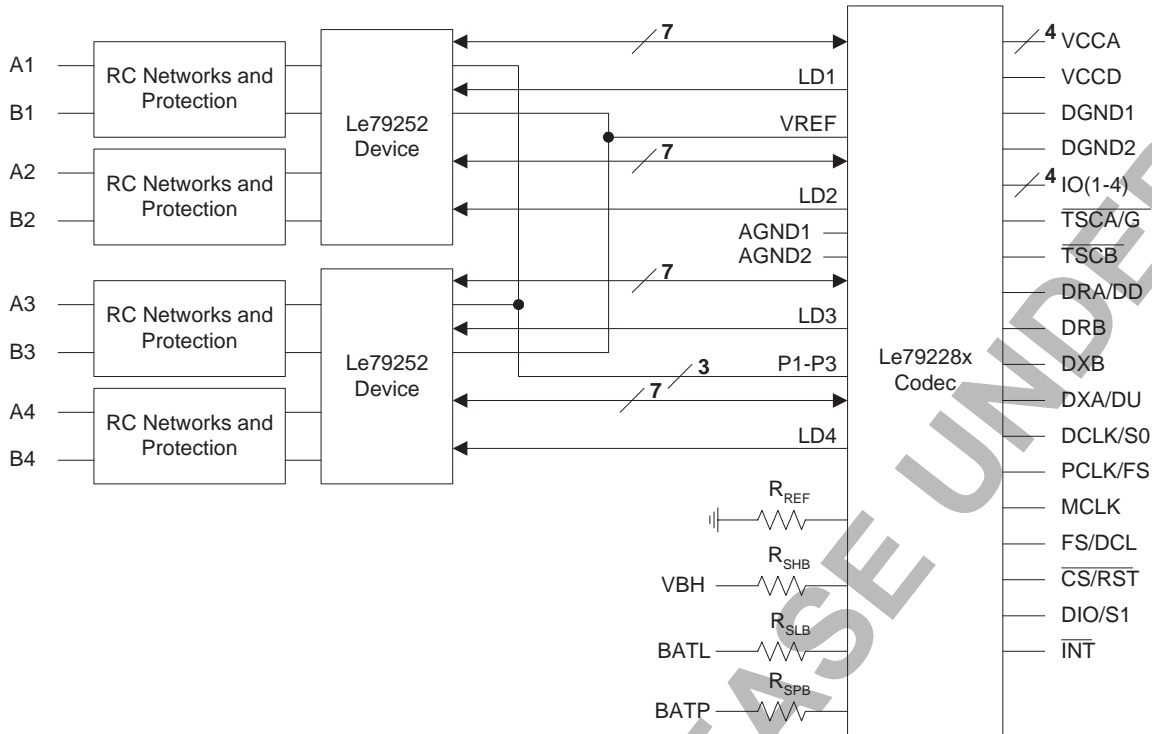 A1
B1
RC Networks and
Protection
A2
B2
RC Networks and
Protection
Le79252
Device
A3
B3
RC Networks and
Protection
A4
B4
RC Networks and
Protection
Le79252
Device
7
LD1
VREF
7
LD2
AGND1
AGND2
7
LD3
3
P1-P3
7
LD4
RREF
VBH
RSHB
BATL
RSLB
BATP
RSPB
Le79228x
Codec
4
VCCA
VCCD
DGND1
DGND2
4
IO(1-4)
TSCA/G
TSCB
DRA/DD
DRB
DXB
DXA/DU
DCLK/S0
PCLK/FS
MCLK
FS/DCL
CS/RST
DIO/S1
INT
EASE UNDE